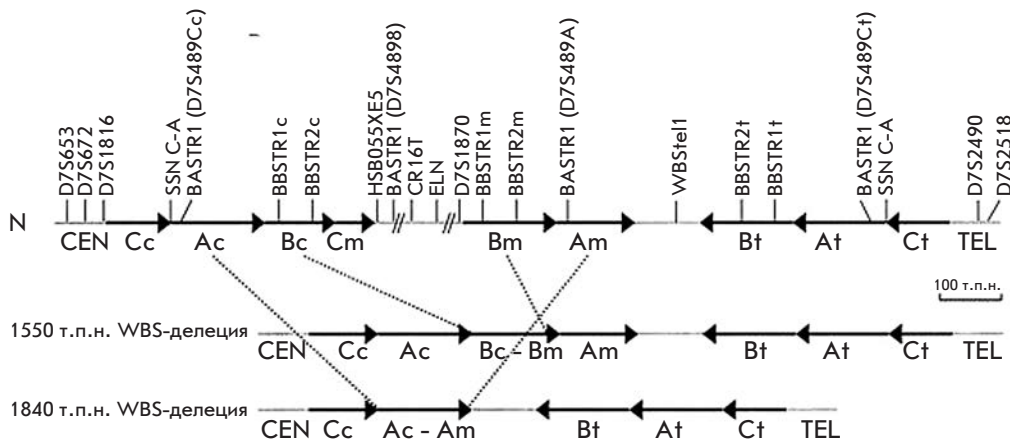 D7S653
D7S672
D7S1816
SSN C-A
BASTR1 (D7S489Cc)
BBSTR1c
BBSTR2c
HSB055XE5
BASTR1 (D7S4898)
CR16T
ELN
D7S1870
BBSTR1m
BBSTR2m
BASTR1 (D7S489A)
WBStel1
BBSTR2t
BBSTR1t
BASTR1 (D7S489Ct)
SSN C-A
D7S2490
D7S2518
N
CEN Cc Ac Bc Cm Bm Am Bt At Ct TEL
100 т.п.н.
1550 т.п.н. WBS-делеция
CEN Cc Ac Bc - Bm Am Bt At Ct TEL
1840 т.п.н. WBS-делеция
CEN Cc Ac - Am Bt At Ct TEL